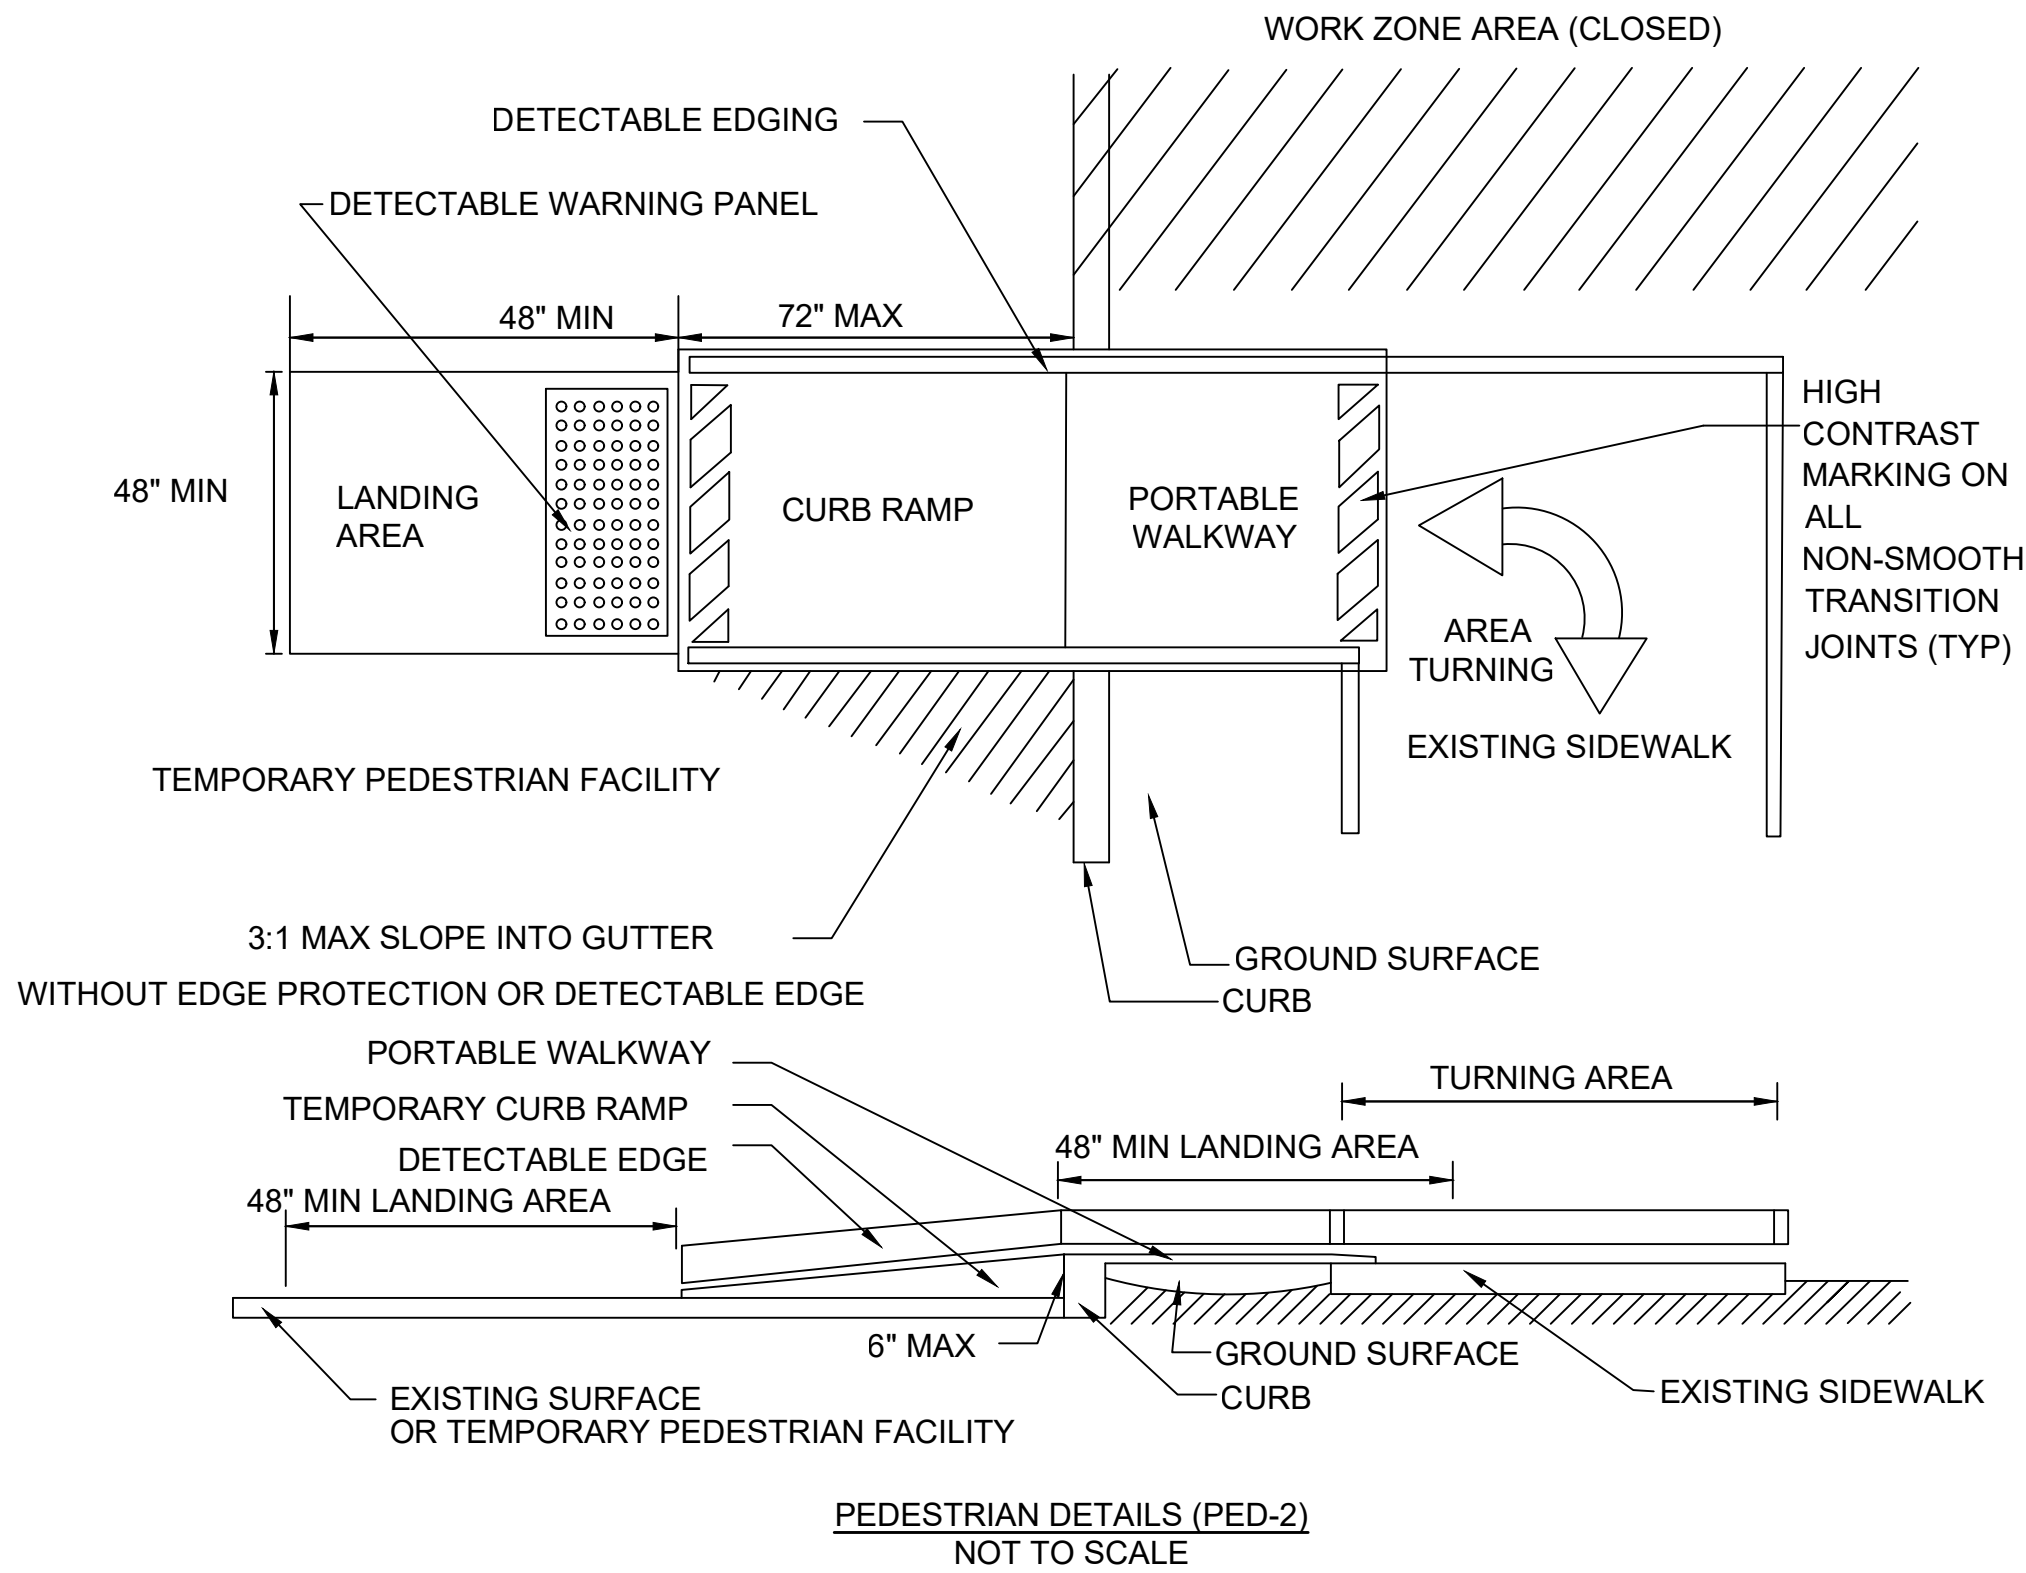 WORK ZONE AREA (CLOSED)
DETECTABLE EDGING
DETECTABLE WARNING PANEL
48" MIN
72" MAX
HIGH
CONTRAST
MARKING ON
ALL
NON-SMOOTH
TRANSITION
JOINTS (TYP)
48" MIN
LANDING
AREA
CURB RAMP
PORTABLE
WALKWAY
AREA
TURNING
EXISTING SIDEWALK
TEMPORARY PEDESTRIAN FACILITY
3:1 MAX SLOPE INTO GUTTER
WITHOUT EDGE PROTECTION OR DETECTABLE EDGE
GROUND SURFACE
CURB
PORTABLE WALKWAY
TEMPORARY CURB RAMP
DETECTABLE EDGE
48" MIN LANDING AREA
TURNING AREA
48" MIN LANDING AREA
6" MAX
GROUND SURFACE
CURB
EXISTING SIDEWALK
EXISTING SURFACE
OR TEMPORARY PEDESTRIAN FACILITY
PEDESTRIAN DETAILS (PED-2)
NOT TO SCALE